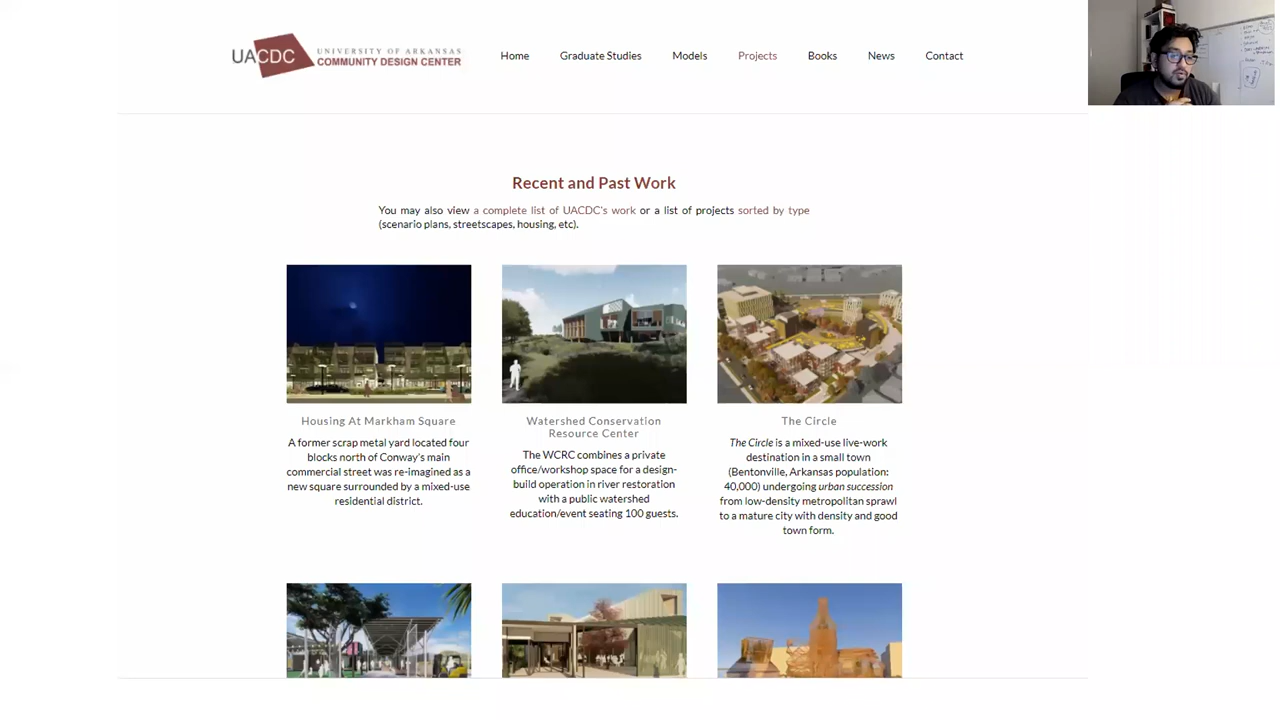 UACDC
UNIVERSITY OF ARKANSAS
COMMUNITY DESIGN CENTER
Home Graduate Studies Models Projects Books News Contact
Recent and Past Work
You may also view a complete list of UACDC's work or a list of projects sorted by type
(scenario plans, streetscapes, housing, etc).
Housing At Markham Square
A former scrap metal yard located four
blocks north of Conway's main
commercial street was re-imagined as a
new square surrounded by a mixed-use
residential district.
Watershed Conservation
Resource Center
The WCRC combines a private
office/workshop space for a design-
build operation in river restoration
with a public watershed
education/event seating 100 guests.
The Circle
The Circle is a mixed-use live-work
destination in a small town
(Bentonville, Arkansas population:
40,000) undergoing urban succession
from low-density metropolitan sprawl
to a mature city with density and good
town form.